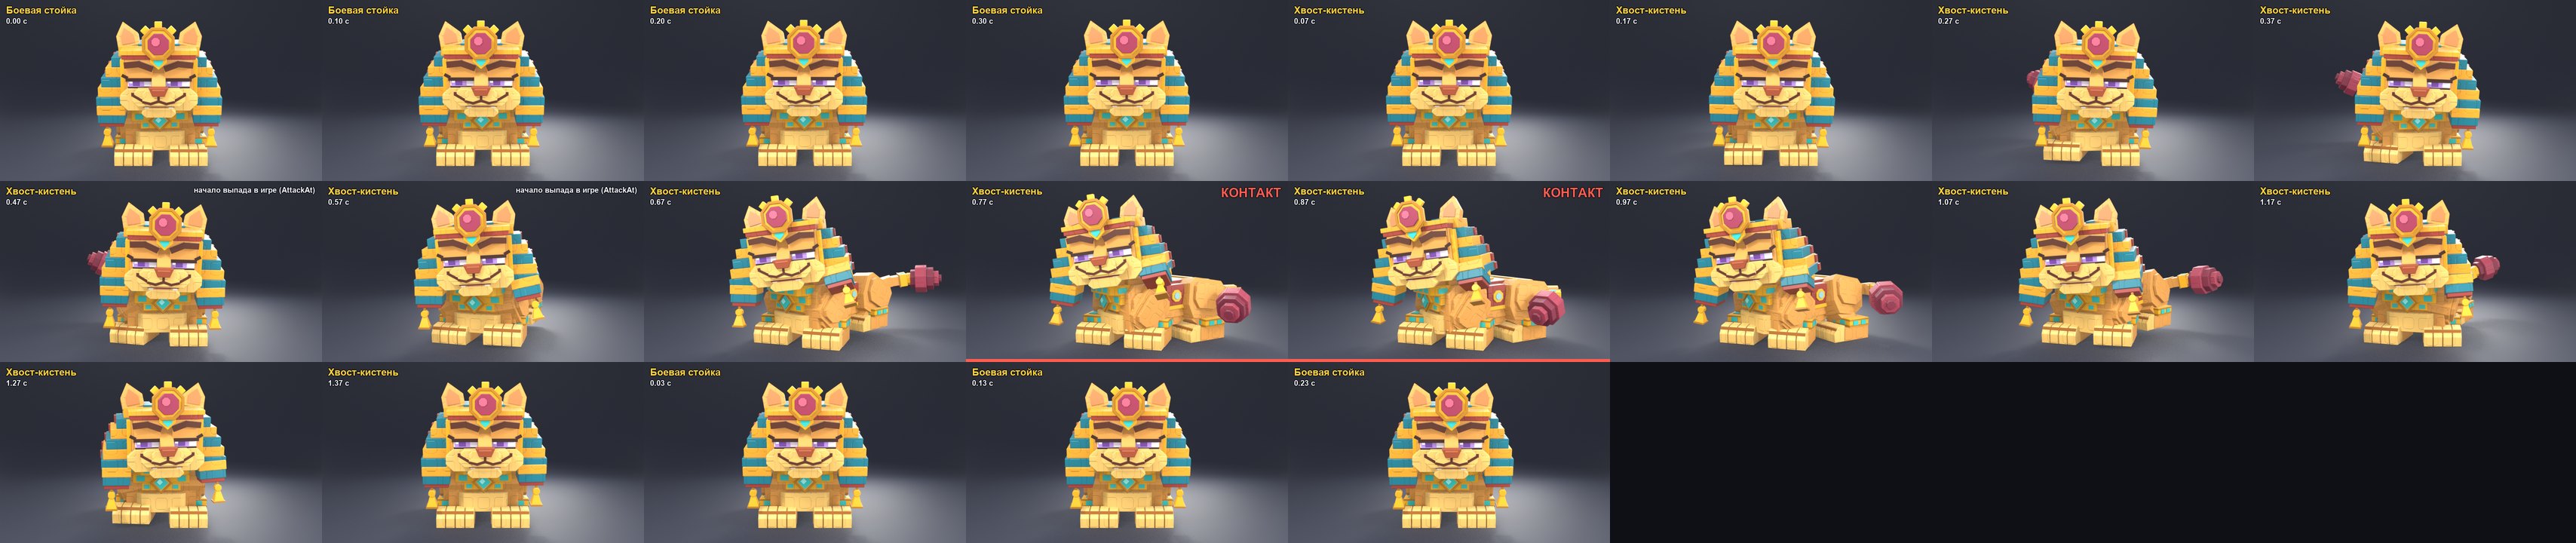 Боевая стойка
0.00 с
Боевая стойка
0.10 с
Боевая стойка
0.20 с
Боевая стойка
0.30 с
Хвост-кистень
0.07 с
Хвост-кистень
0.17 с
Хвост-кистень
0.27 с
Хвост-кистень
0.37 с
Хвост-кистень
0.47 с
начало выпада в игре (AttackAt)
Хвост-кистень
0.57 с
начало выпада в игре (AttackAt)
Хвост-кистень
0.67 с
Хвост-кистень
0.77 с
КОНТАКТ
Хвост-кистень
0.87 с
КОНТАКТ
Хвост-кистень
0.97 с
Хвост-кистень
1.07 с
Хвост-кистень
1.17 с
Хвост-кистень
1.27 с
Хвост-кистень
1.37 с
Боевая стойка
0.03 с
Боевая стойка
0.13 с
Боевая стойка
0.23 с